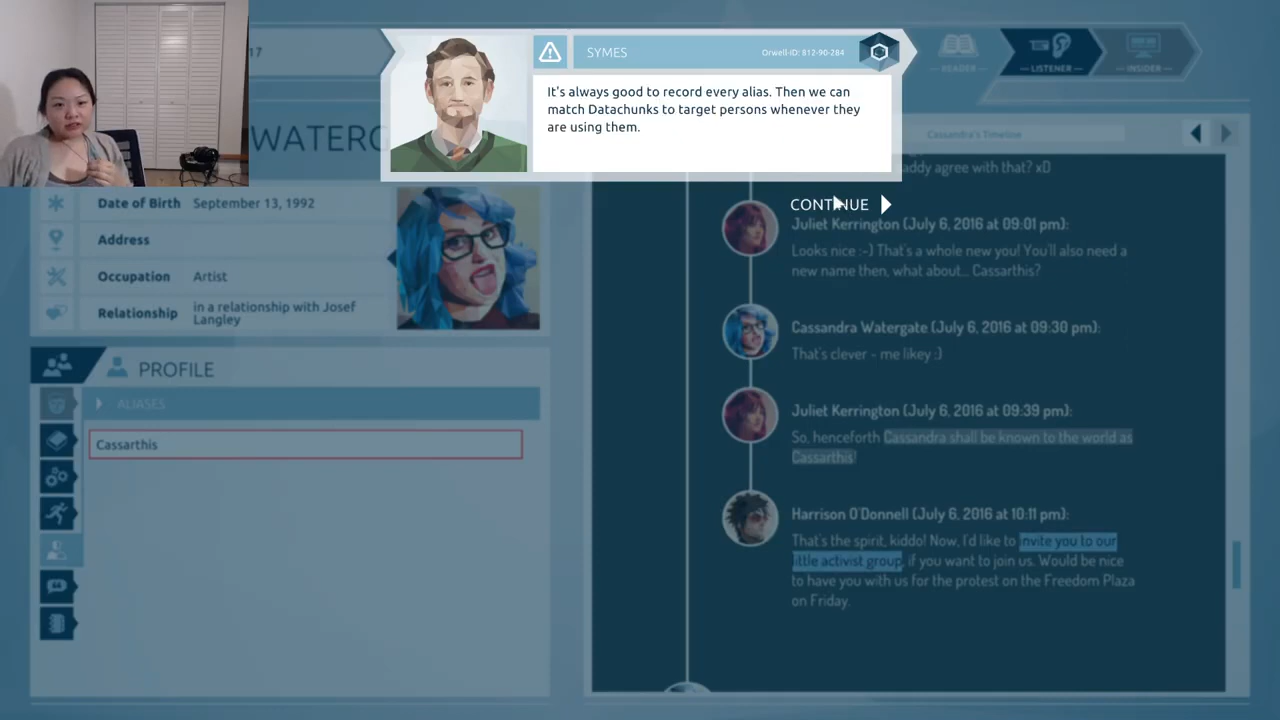 17
SYMES
Orwell-ID: 812-90-284
It's always good to record every alias. Then we can
match Datachunks to target persons whenever they
are using them.
CONTINUE
READER
LISTENER
INSIDER
WATERG
Date of Birth September 13, 1992
Address
Occupation Artist
Relationship in a relationship with Josef
Langley
PROFILE
ALIASES
Cassarthis
Cassandra's Timeline
addy agree with that? xD
Juliet Kerrington (July 6, 2016 at 09:01 pm):
Looks nice :-) That's a whole new you! You'll also need a
new name then, what about... Cassarthis?
Cassandra Watergate (July 6, 2016 at 09:30 pm):
That's clever - me likey :)
Juliet Kerrington (July 6, 2016 at 09:39 pm):
So, henceforth Cassandra shall be known to the world as
Cassarthis!
Harrison O'Donnell (July 6, 2016 at 10:11 pm):
That's the spirit, kiddo! Now, I'd like to invite you to our
little activist group, if you want to join us. Would be nice
to have you with us for the protest on the Freedom Plaza
on Friday.